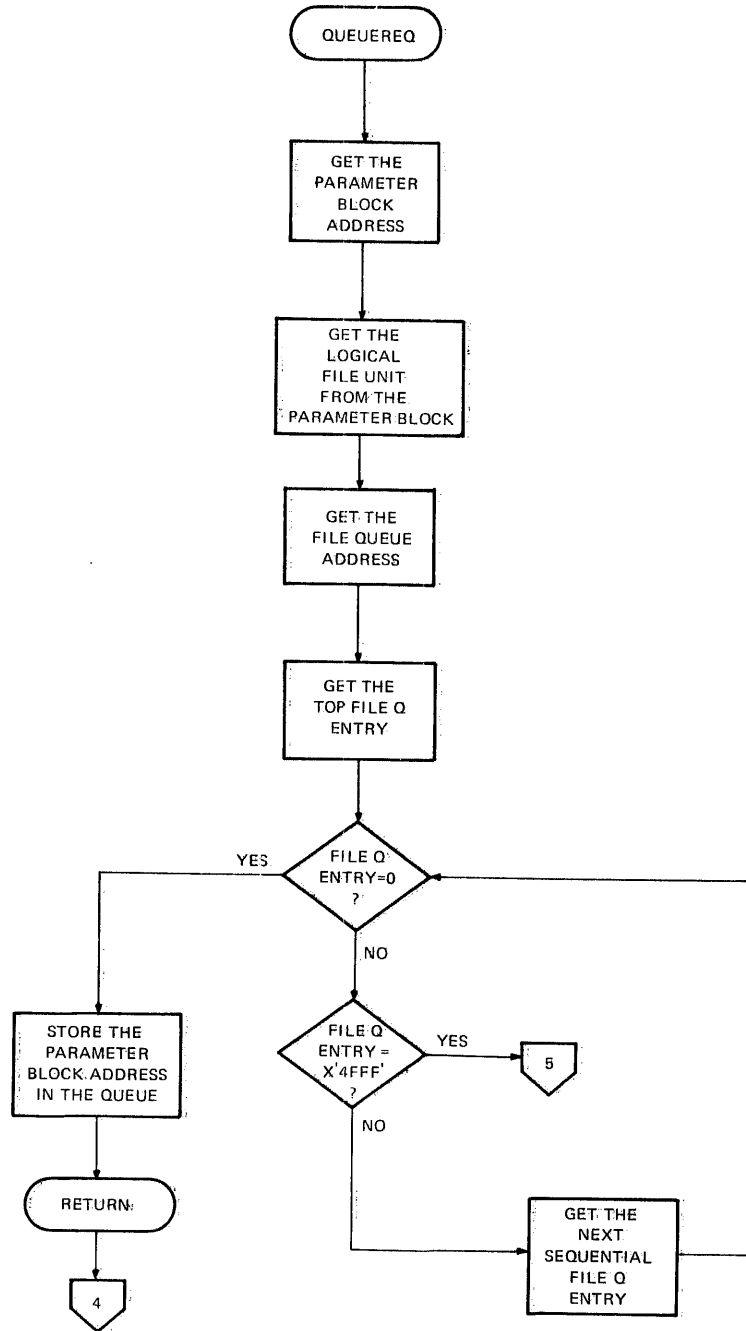 QUEUEREQ
GET THE
PARAMETER
BLOCK
ADDRESS
GET THE
LOGICAL
FILE UNIT
FROM THE
PARAMETER BLOCK
GET THE
FILE QUEUE
ADDRESS
GET THE
TOP FILE Q
ENTRY
YES
FILE Q
ENTRY=0
?
NO
STORE THE
PARAMETER
BLOCK ADDRESS
IN THE QUEUE
FILE Q
ENTRY =
X'4FFF'
?
YES
5
NO
RETURN
GET THE
NEXT
SEQUENTIAL
FILE Q
ENTRY
4